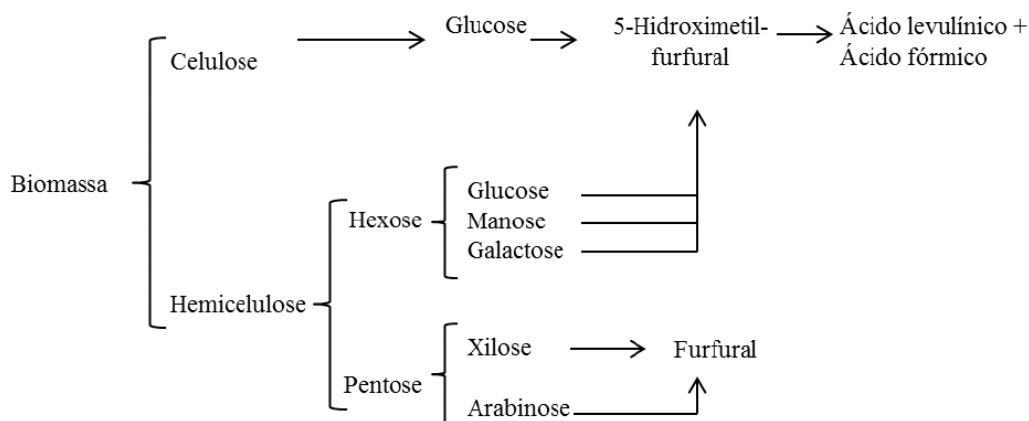 Glucose
5-Hidroximetil-
furfural
Ácido levulínico +
Ácido fórmico
Celulose
Biomassa
Hexose
Glucose
Manose
Galactose
Hemicelulose
Pentose
Xilose
Furfural
Arabinose